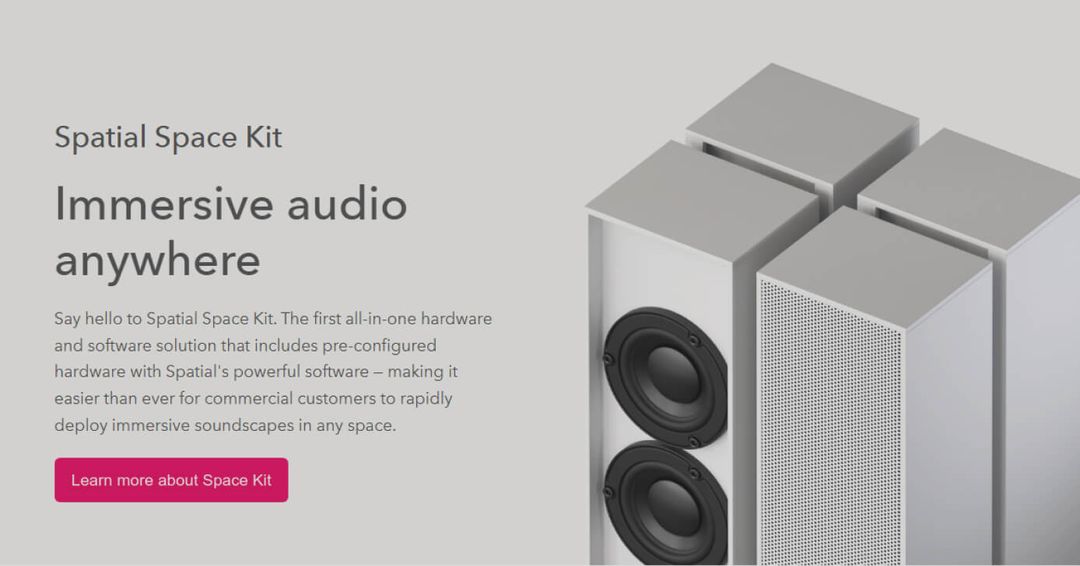 Spatial Space Kit
Immersive audio
anywhere
Say hello to Spatial Space Kit. The first all-in-one hardware
and software solution that includes pre-configured
hardware with Spatial's powerful software – making it
easier than ever for commercial customers to rapidly
deploy immersive soundscapes in any space.
Learn more about Space Kit